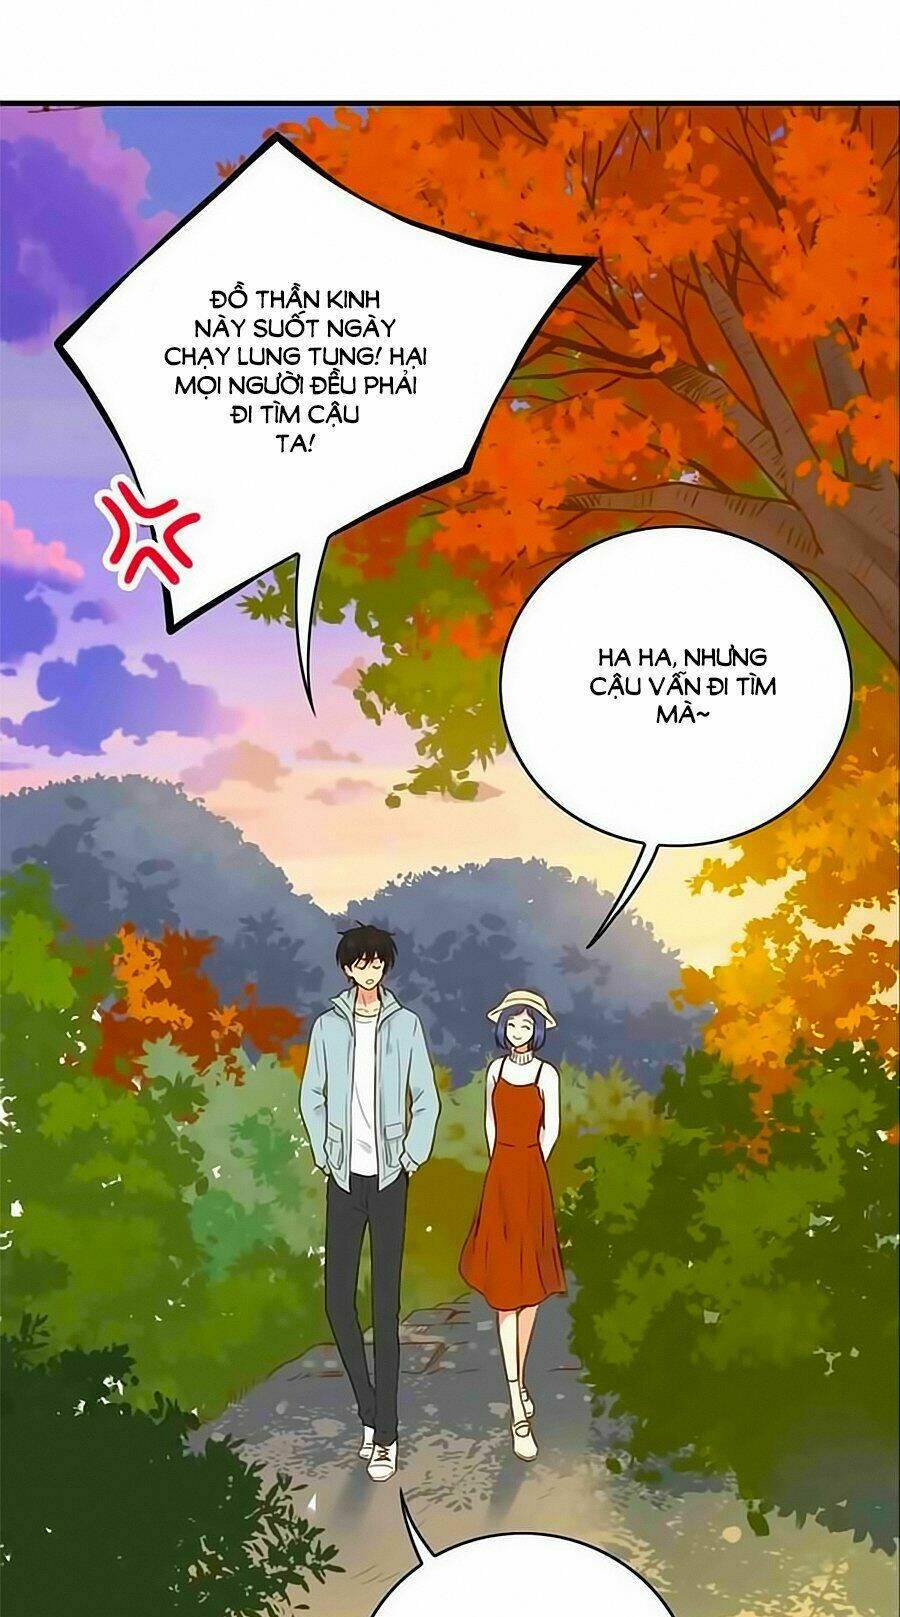 ĐỒ THẦN KINH
NÀY SUỐT NGÀY
CHẠY LUNG TUNG! HẠI
MỌI NGƯỜI ĐỀU PHẢI
ĐI TÌM CẬU
TA!
HA HA, NHƯNG
CẬU VẪN ĐI TÌM
MÀ~